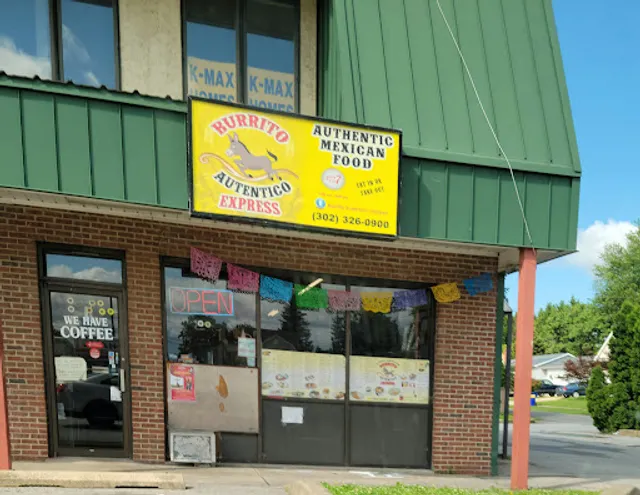 K-MAX
HOMES
K-MAX
HOMES
BURRITO
AUTENTICO
EXPRESS
AUTHENTIC
MEXICAN
FOOD
EAT IN OR
TAKE OUT
(302) 326-0900
OPEN
WE HAVE
COFFEE